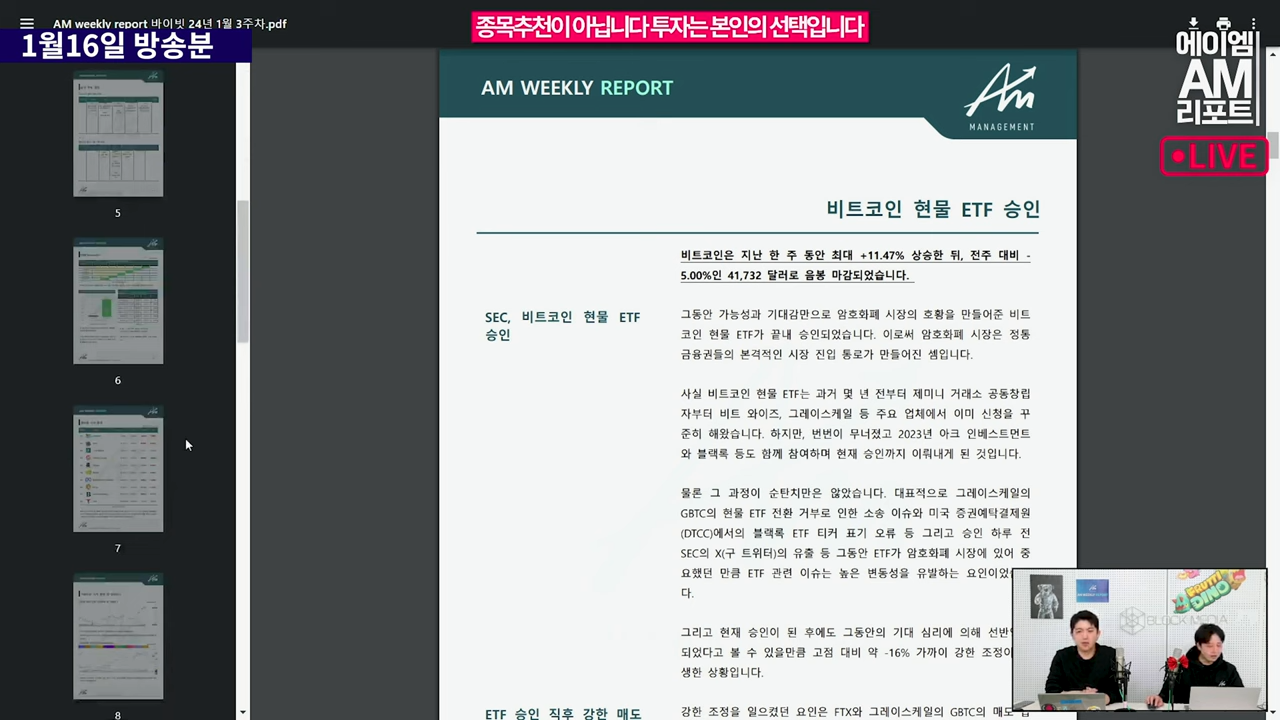 AM weekly report 바이빗 24년 1월 3주차.pdf
1월16일 방송분
종목추천이 아닙니다 투자는 본인의 선택입니다
에이엠
AM
리포트
LIVE
5
6
7
8
AM WEEKLY REPORT
Am
MANAGEMENT
비트코인 현물 ETF 승인
비트코인은 지난 한 주 동안 최대 +11.47% 상승한 뒤, 전주 대비 -
5.00%인 41,732 달러로 음봉 마감되었습니다.
SEC, 비트코인 현물 ETF
승인
그동안 가능성과 기대감만으로 암호화폐 시장의 호황을 만들어준 비트
코인 현물 ETF가 끝내 승인되었습니다. 이로써 암호화폐 시장은 정통
금융권들의 본격적인 시장 진입 통로가 만들어진 셈입니다.
사실 비트코인 현물 ETF는 과거 몇 년 전부터 제미니 거래소 공동창립
자부터 비트 와이즈, 그레이스케일 등 주요 업체에서 이미 신청을 꾸
준히 해왔습니다. 하지만, 번번이 무너졌고 2023년 아크 인베스트먼트
와 블랙록 등도 함께 참여하며 현재 승인까지 이뤄내게 된 것입니다.
물론 그 과정이 순탄치만은 않았습니다. 대표적으로 그레이스케일의
GBTC의 현물 ETF 전환 거부로 인한 소송 이슈와 미국 증권예탁결제원
(DTCC)에서의 블랙록 ETF 티커 표기 오류 등 그리고 승인 하루 전
SEC의 X(구 트위터)의 유출 등 그동안 ETF가 암호화폐 시장에 있어 중
요했던 만큼 ETF 관련 이슈는 높은 변동성을 유발하는 요인이었
다.
그리고 현재 승인이 된 후에도 그동안의 기대 심리에 의해 선반
되었다고 볼 수 있을만큼 고점 대비 약 -16% 가까이 강한 조정이
생한 상황입니다.
ETF 승인 직후 강한 매도
강한 조정을 일으켰던 요인은 FTX와 그레이스케일의 GBTC의 매도
BLOCK MEDIA
DINO